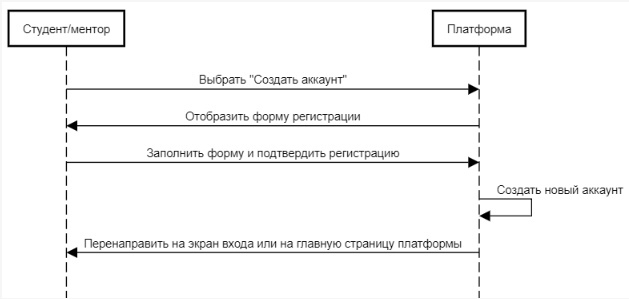 Студент/ментор
Платформа
Выбрать "Создать аккаунт"
Отобразить форму регистрации
Заполнить форму и подтвердить регистрацию
Создать новый аккаунт
Перенаправить на экран входа или на главную страницу платформы